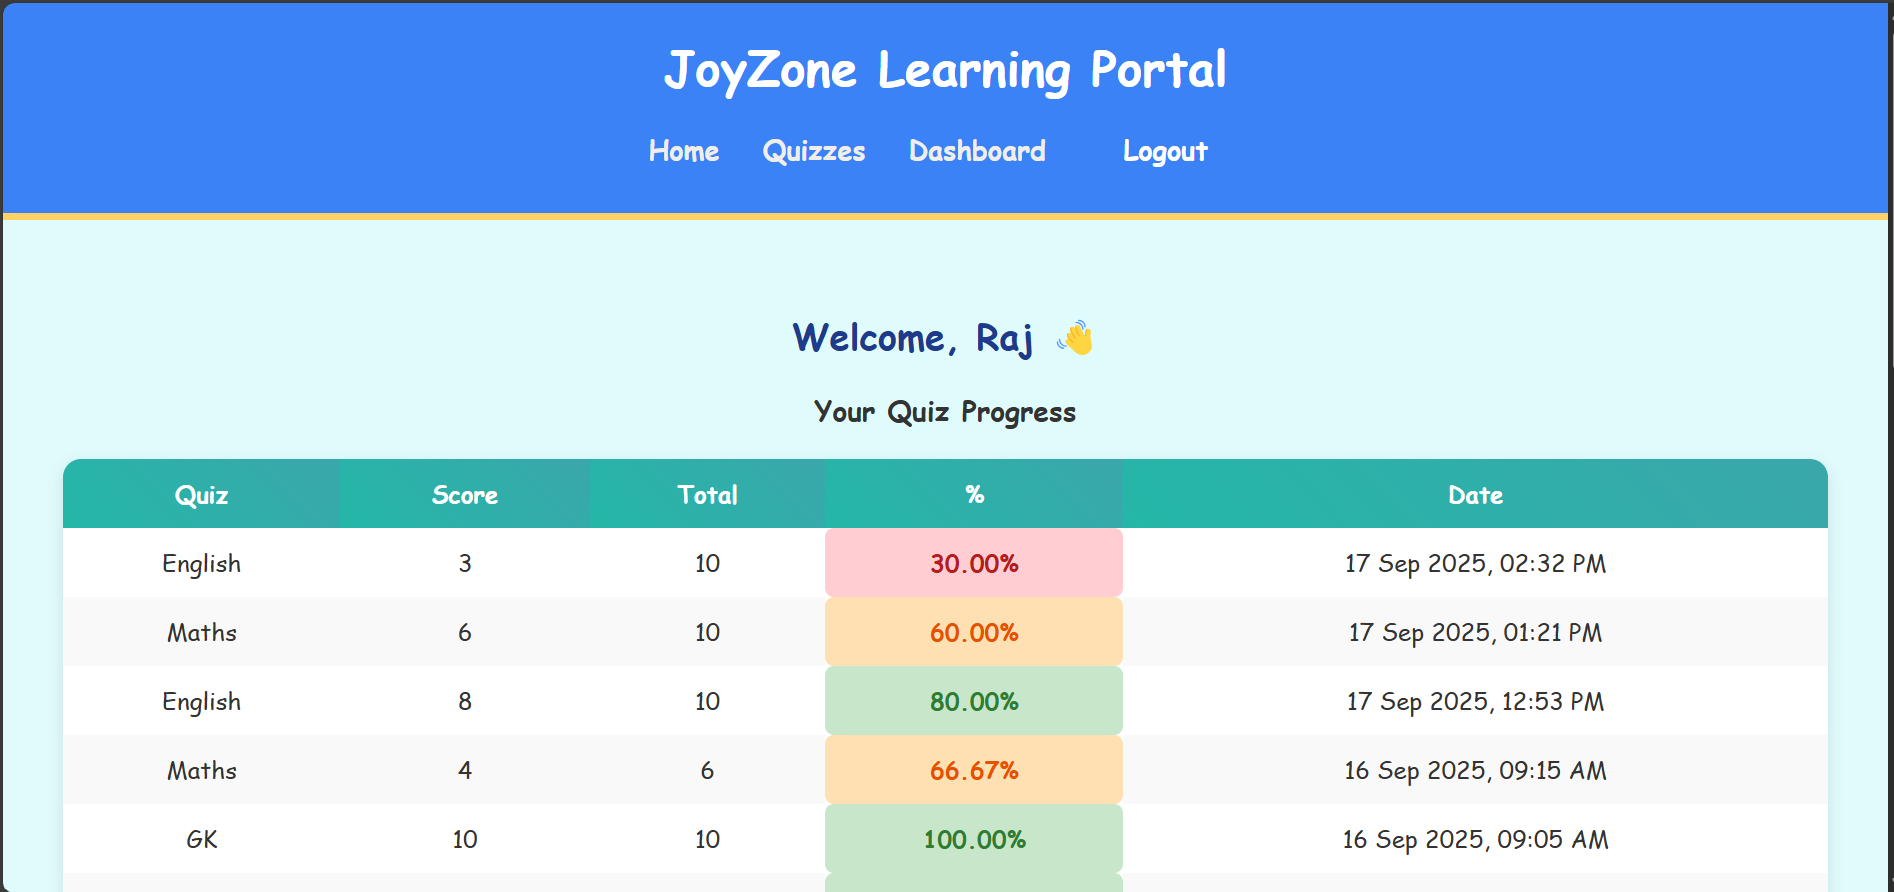 JoyZone Learning Portal
Home Quizzes Dashboard Logout
Welcome, Raj 👋
Your Quiz Progress
Quiz Score Total % Date
English 3 10 30.00% 17 Sep 2025, 02:32 PM
Maths 6 10 60.00% 17 Sep 2025, 01:21 PM
English 8 10 80.00% 17 Sep 2025, 12:53 PM
Maths 4 6 66.67% 16 Sep 2025, 09:15 AM
GK 10 10 100.00% 16 Sep 2025, 09:05 AM